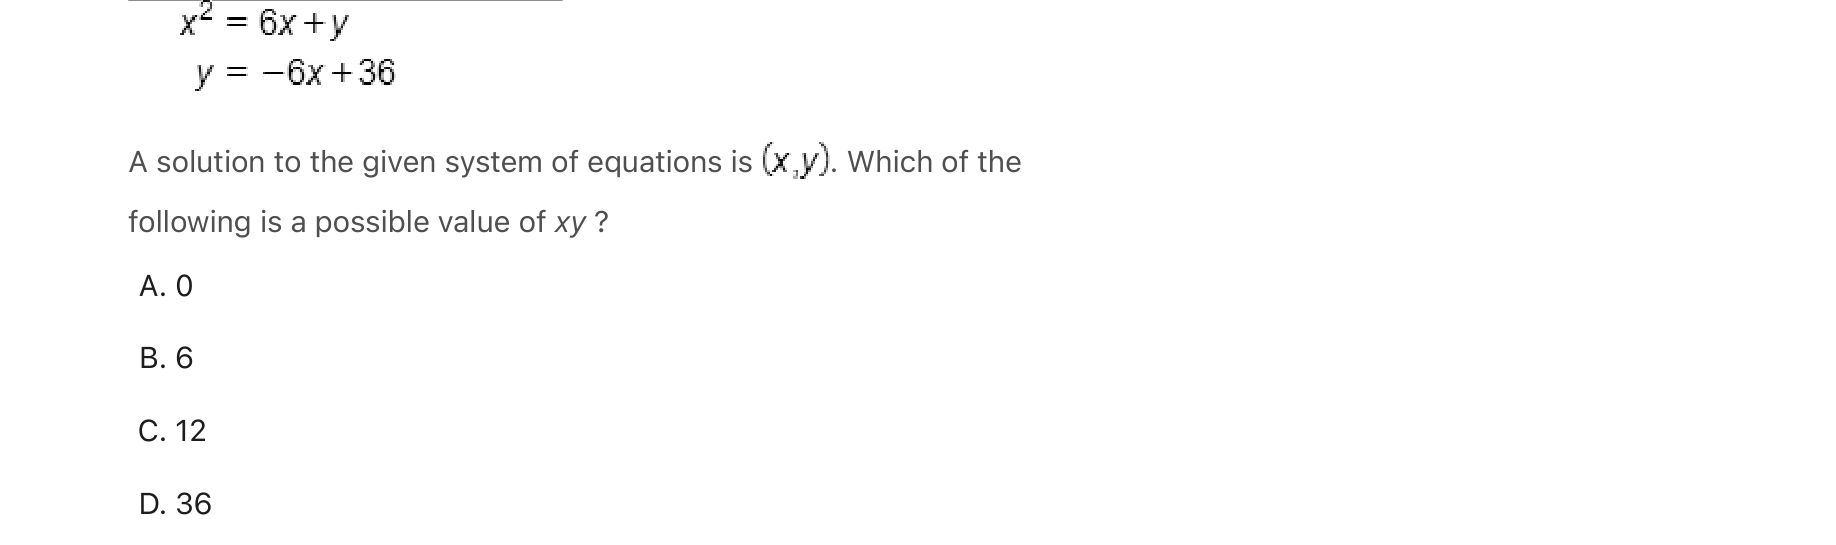 x² = 6x+y
y = −6x+36
A solution to the given system of equations is (x,y). Which of the
following is a possible value of xy ?
A. 0
B. 6
C. 12
D. 36